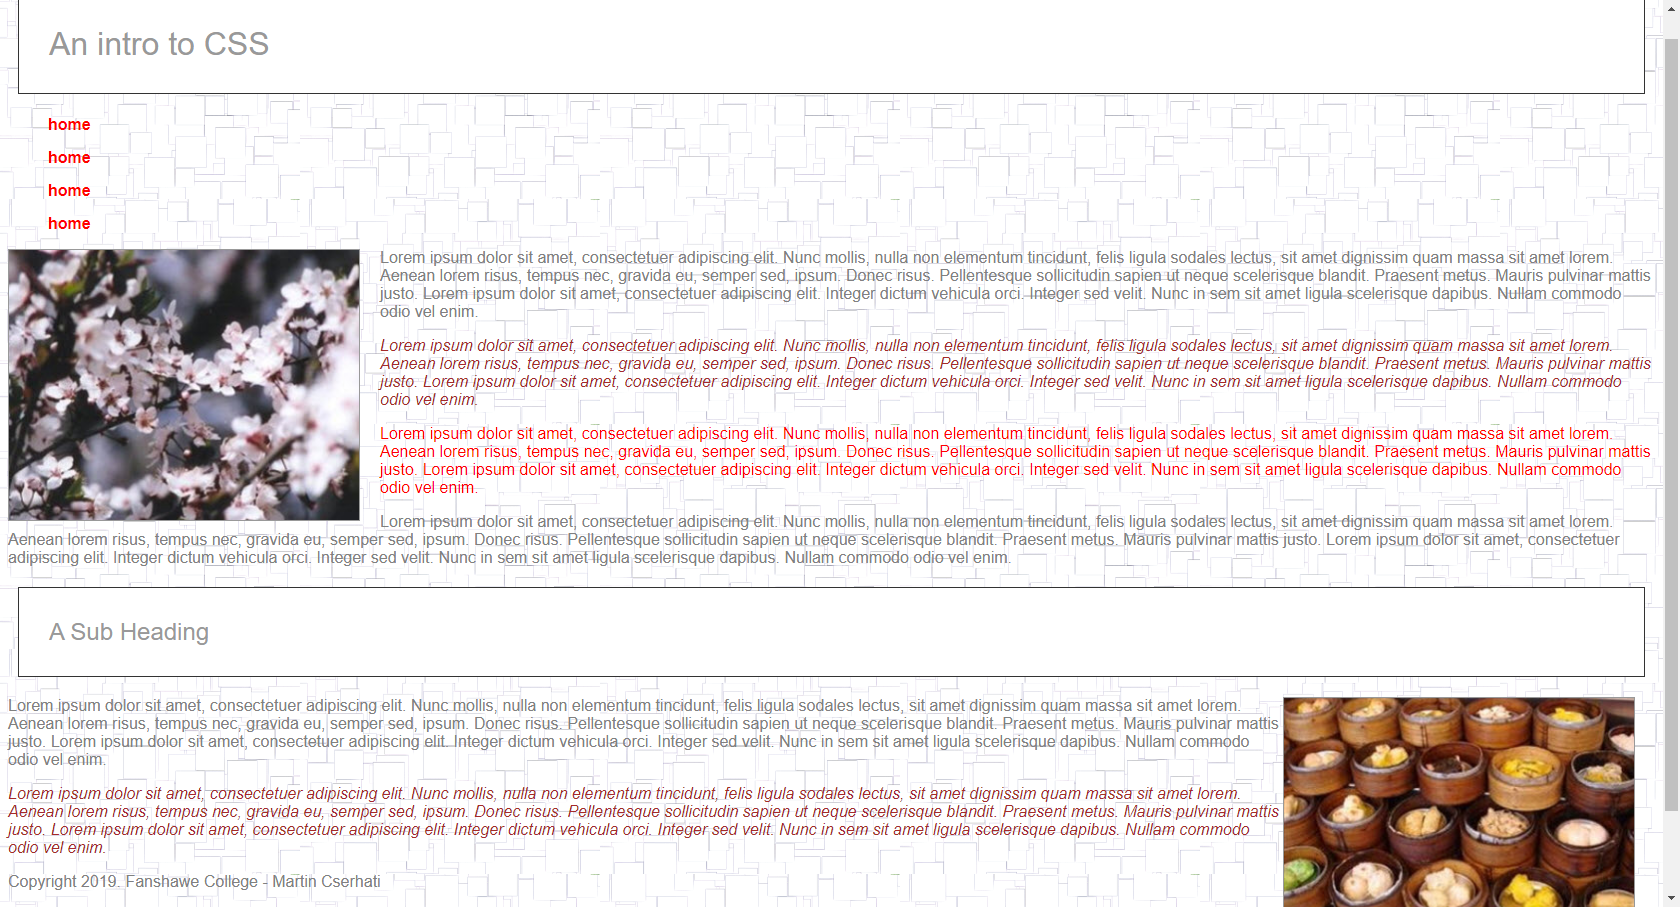 An intro to CSS
home
home
home
home
Lorem ipsum dolor sit amet, consectetuer adipiscing elit. Nunc mollis, nulla non elementum tincidunt, felis ligula sodales lectus, sit amet dignissim quam massa sit amet lorem.
Aenean lorem risus, tempus nec, gravida eu, semper sed, ipsum. Donec risus. Pellentesque sollicitudin sapien ut neque scelerisque blandit. Praesent metus. Mauris pulvinar mattis
justo. Lorem ipsum dolor sit amet, consectetuer adipiscing elit. Integer dictum vehicula orci. Integer sed velit. Nunc in sem sit amet ligula scelerisque dapibus. Nullam commodo
odio vel enim.
Lorem ipsum dolor sit amet, consectetuer adipiscing elit. Nunc mollis, nulla non elementum tincidunt, felis ligula sodales lectus, sit amet dignissim quam massa sit amet lorem.
Aenean lorem risus, tempus nec, gravida eu, semper sed, ipsum. Donec risus. Pellentesque sollicitudin sapien ut neque scelerisque blandit. Praesent metus. Mauris pulvinar mattis
justo. Lorem ipsum dolor sit amet, consectetuer adipiscing elit. Integer dictum vehicula orci. Integer sed velit. Nunc in sem sit amet ligula scelerisque dapibus. Nullam commodo
odio vel enim.
Lorem ipsum dolor sit amet, consectetuer adipiscing elit. Nunc mollis, nulla non elementum tincidunt, felis ligula sodales lectus, sit amet dignissim quam massa sit amet lorem.
Aenean lorem risus, tempus nec, gravida eu, semper sed, ipsum. Donec risus. Pellentesque sollicitudin sapien ut neque scelerisque blandit. Praesent metus. Mauris pulvinar mattis
justo. Lorem ipsum dolor sit amet, consectetuer adipiscing elit. Integer dictum vehicula orci. Integer sed velit. Nunc in sem sit amet ligula scelerisque dapibus. Nullam commodo
odio vel enim.
Lorem ipsum dolor sit amet, consectetuer adipiscing elit. Nunc mollis, nulla non elementum tincidunt, felis ligula sodales lectus, sit amet dignissim quam massa sit amet lorem.
Aenean lorem risus, tempus nec, gravida eu, semper sed, ipsum. Donec risus. Pellentesque sollicitudin sapien ut neque scelerisque blandit. Praesent metus. Mauris pulvinar mattis justo. Lorem ipsum dolor sit amet, consectetuer
adipiscing elit. Integer dictum vehicula orci. Integer sed velit. Nunc in sem sit amet ligula scelerisque dapibus. Nullam commodo odio vel enim.
A Sub Heading
Lorem ipsum dolor sit amet, consectetuer adipiscing elit. Nunc mollis, nulla non elementum tincidunt, felis ligula sodales lectus, sit amet dignissim quam massa sit amet lorem.
Aenean lorem risus, tempus nec, gravida eu, semper sed, ipsum. Donec risus. Pellentesque sollicitudin sapien ut neque scelerisque blandit. Praesent metus. Mauris pulvinar mattis
justo. Lorem ipsum dolor sit amet, consectetuer adipiscing elit. Integer dictum vehicula orci. Integer sed velit. Nunc in sem sit amet ligula scelerisque dapibus. Nullam commodo
odio vel enim.
Lorem ipsum dolor sit amet, consectetuer adipiscing elit. Nunc mollis, nulla non elementum tincidunt, felis ligula sodales lectus, sit amet dignissim quam massa sit amet lorem.
Aenean lorem risus, tempus nec, gravida eu, semper sed, ipsum. Donec risus. Pellentesque sollicitudin sapien ut neque scelerisque blandit. Praesent metus. Mauris pulvinar mattis
justo. Lorem ipsum dolor sit amet, consectetuer adipiscing elit. Integer dictum vehicula orci. Integer sed velit. Nunc in sem sit amet ligula scelerisque dapibus. Nullam commodo
odio vel enim.
Copyright 2019. Fanshawe College - Martin Cserhati